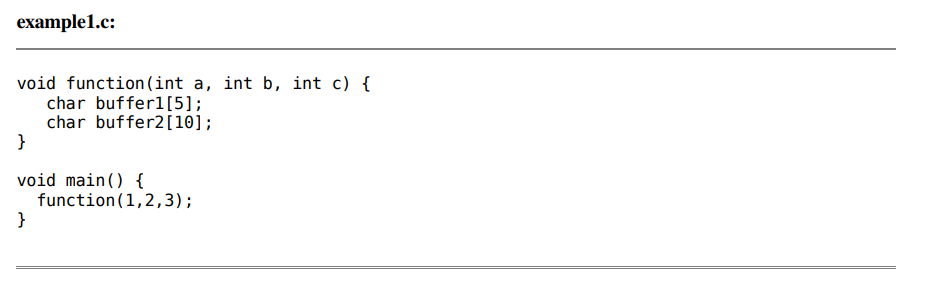 example1.c:
void function(int a, int b, int c) {
   char buffer1[5];
   char buffer2[10];
}
void main() {
  function(1,2,3);
}